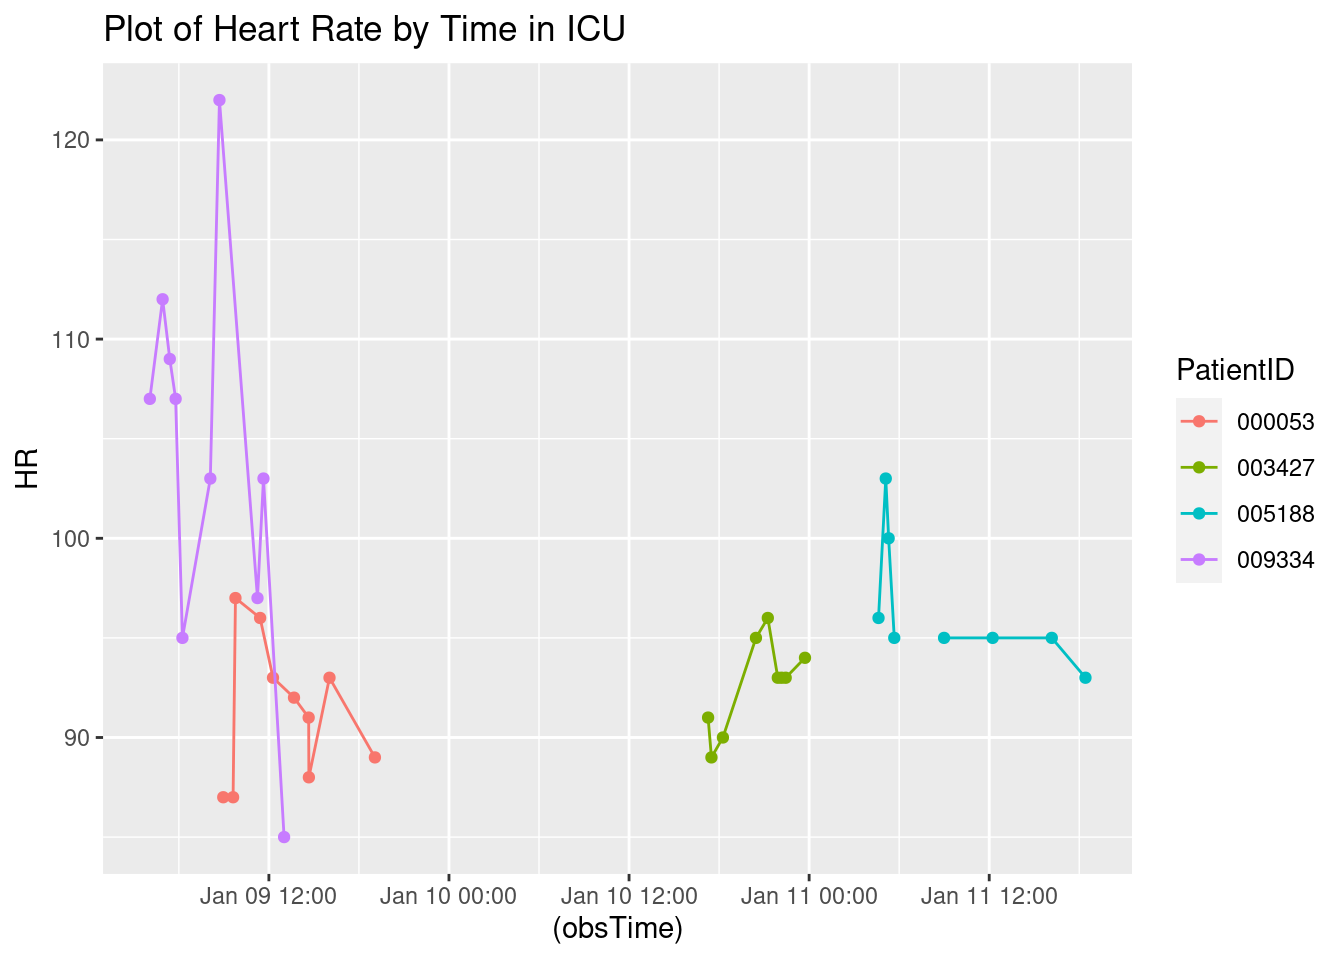 Plot of Heart Rate by Time in ICU
120
110
100
90
HR
Jan 09 12:00
Jan 10 00:00
Jan 10 12:00
Jan 11 00:00
Jan 11 12:00
(obsTime)
PatientID
000053
003427
005188
009334